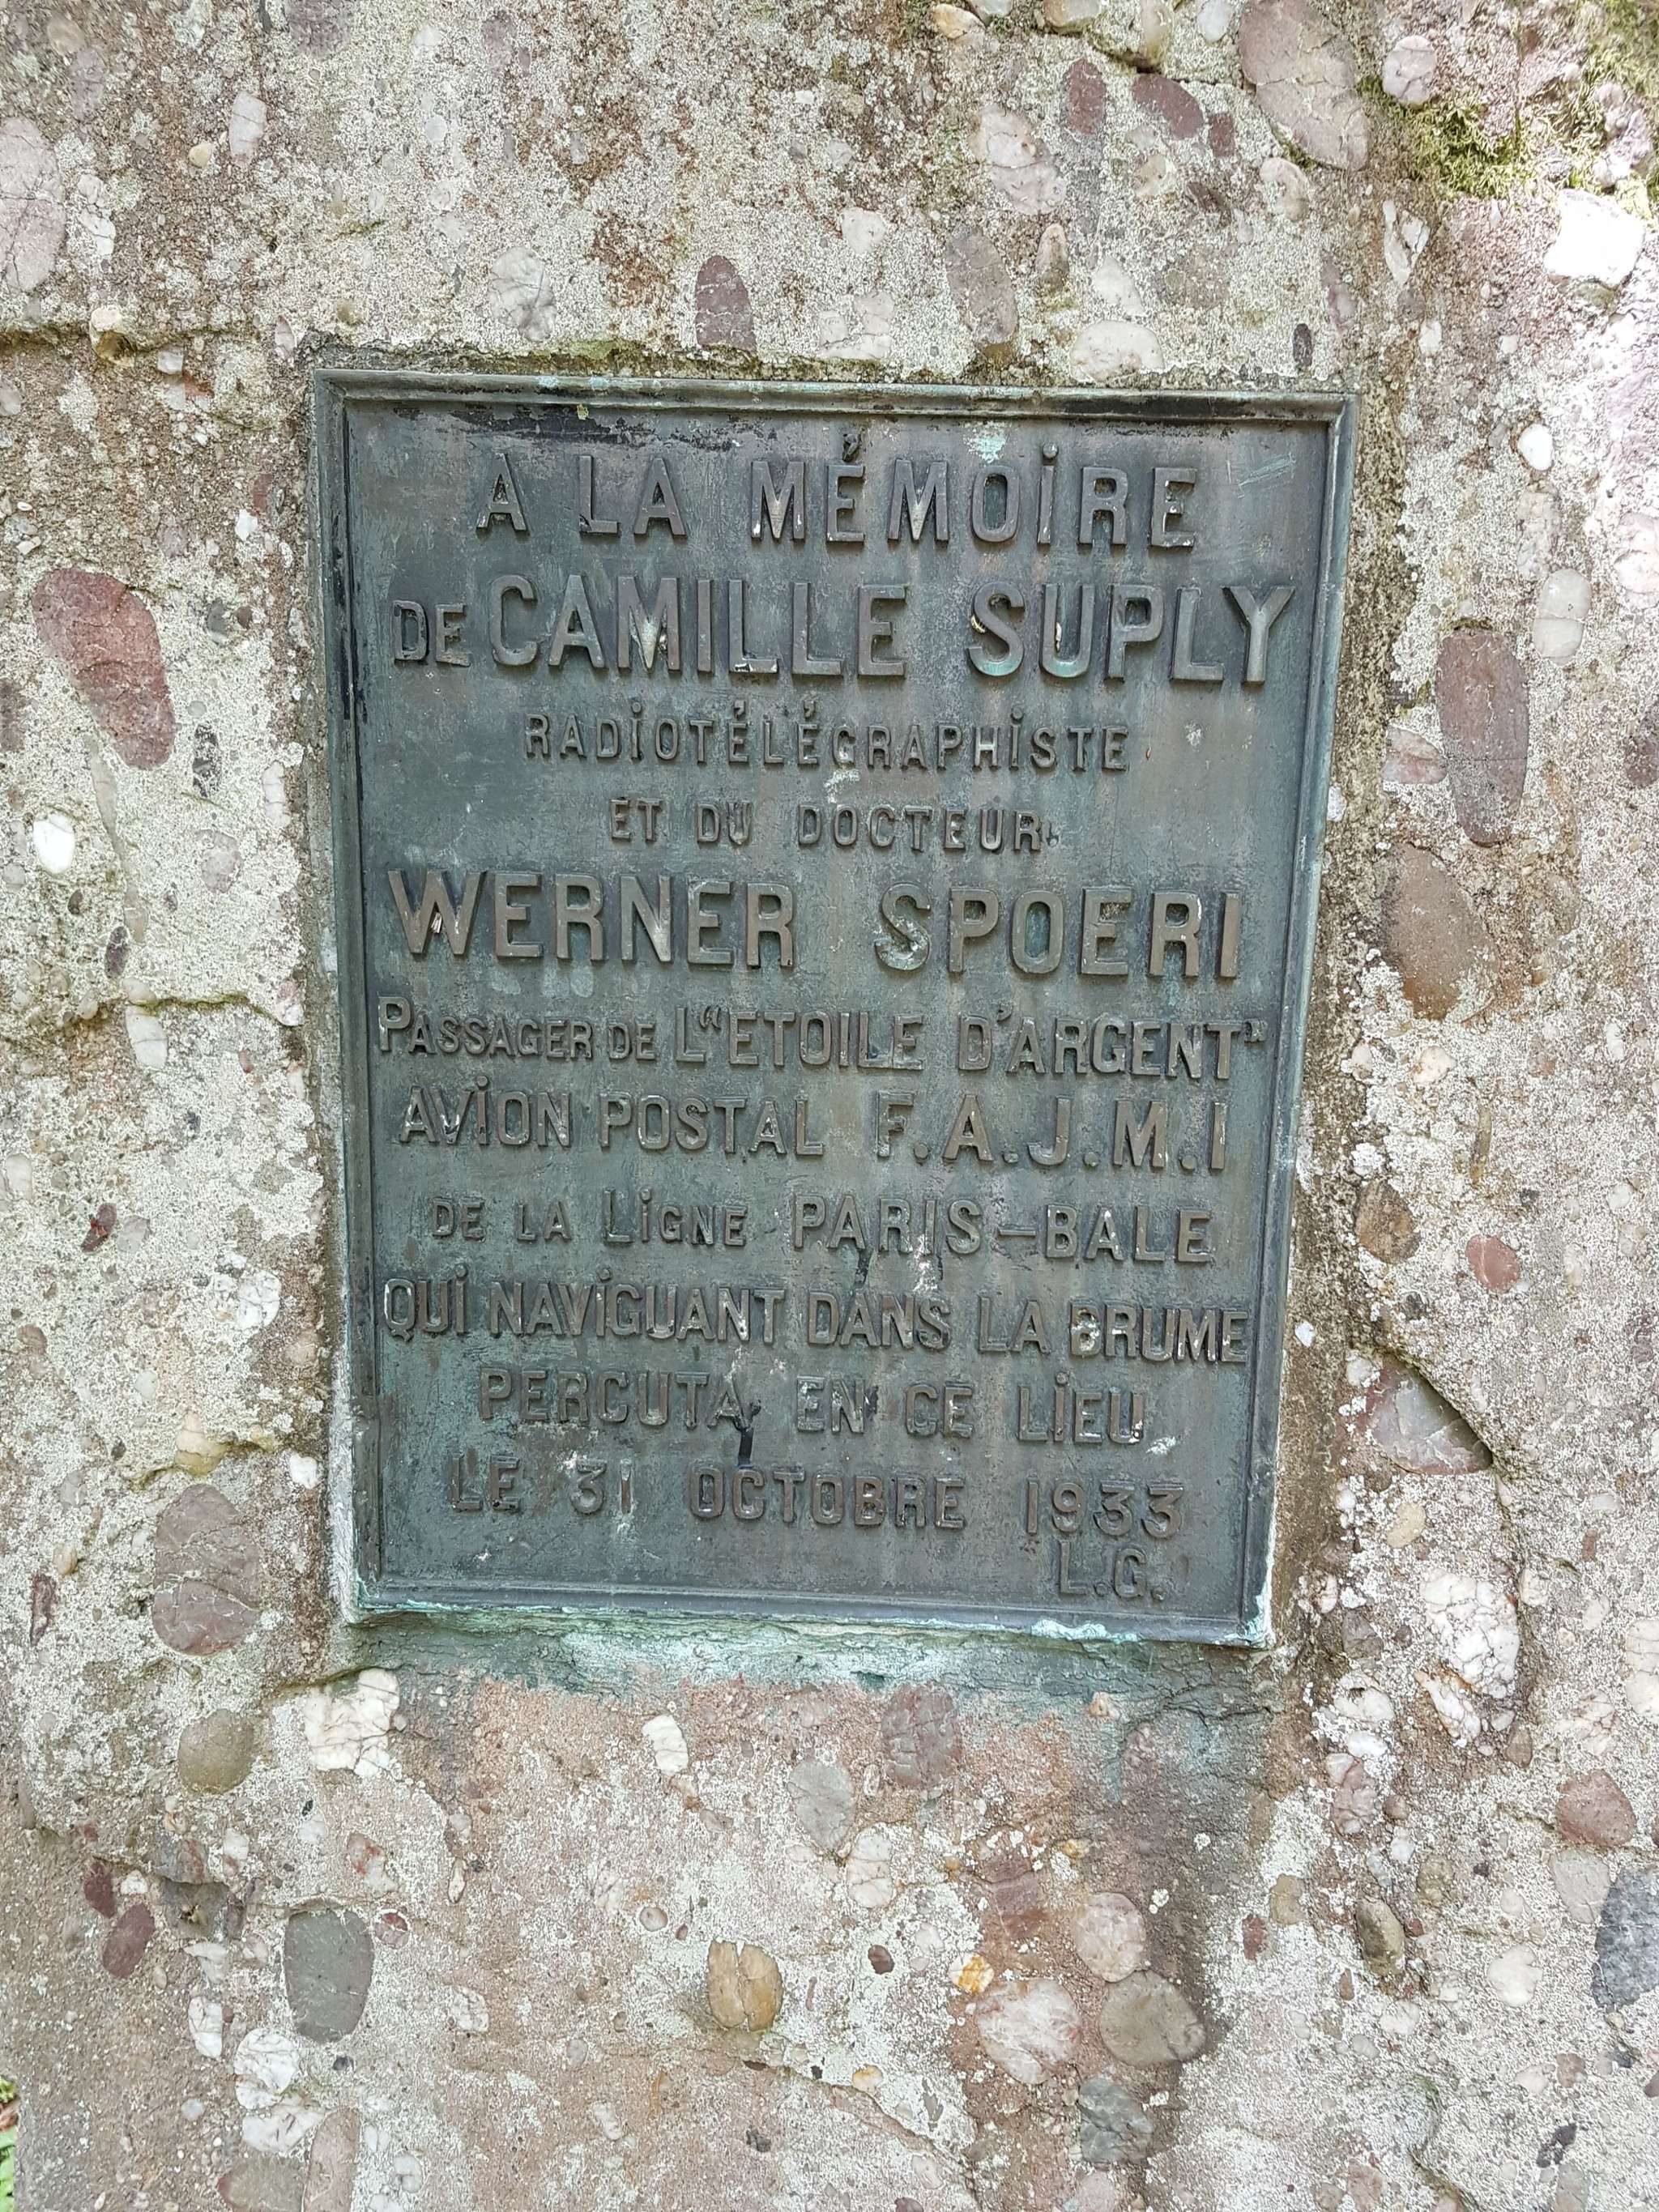 A LA MÉMOIRE
DE CAMILLE SUPLY
RADIOTÉLÉGRAPHISTE
ET DU DOCTEUR
WERNER SPOERI
PASSAGER DE L"ETOILE D'ARGENT"
AVION POSTAL F.A.J.M.I
DE LA LIGNE PARIS-BALE
QUI NAVIGUANT DANS LA BRUME
PERCUTA EN CE LIEU
LE 31 OCTOBRE 1933
L.G.